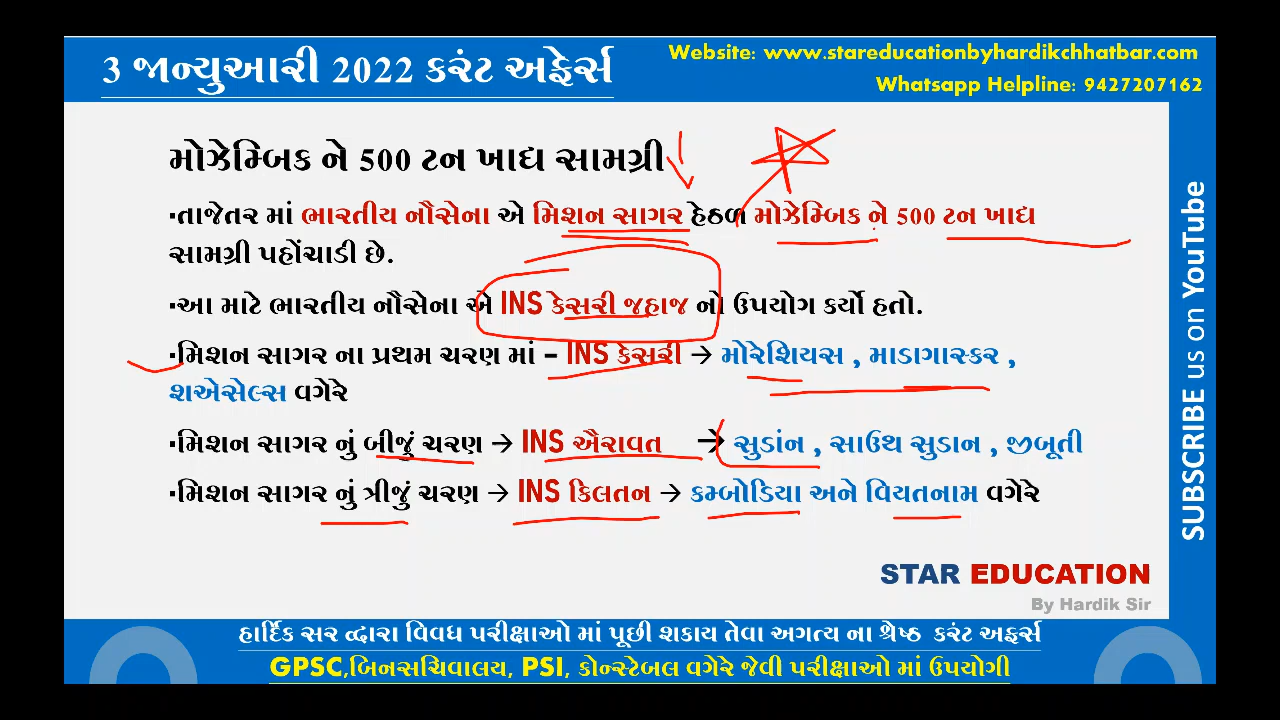 3 જાન્યુઆરી 2022 કરંટ અફેર્સ
Website: www.stareducationbyhardikchhatbar.com
Whatsapp Helpline: 9427207162
મોઝેમ્બિક ને 500 ટન ખાદ્ય સામગ્રી
▪તાજેતર માં ભારતીય નૌસેના એ મિશન સાગર હેઠળ મોઝેમ્બિક ને 500 ટન ખાદ્ય
સામગ્રી પહોંચાડી છે.
▪આ માટે ભારતીય નૌસેના એ INS કેસરી જહાજ નો ઉપયોગ કર્યો હતો.
▪મિશન સાગર ના પ્રથમ ચરણ માં – INS કેસરી → મોરેશિયસ , માડાગાસ્કર ,
શએસેલ્સ વગેરે
▪મિશન સાગર નું બીજું ચરણ → INS ઐરાવત → સુડાંન , સાઉથ સુડાન , જીબૂતી
▪મિશન સાગર નું ત્રીજું ચરણ → INS કિલતન → કમ્બોડિયા અને વિયતનામ વગેરે
STAR EDUCATION
By Hardik Sir
SUBSCRIBE us on YouTube
હાર્દિક સર ત્દ્વારા વિવધ પરીક્ષાઓ માં પૂછી શકાય તેવા અગત્ય ના શ્રેષ્ઠ કરંટ અફર્સ
GPSC,બિનસચિવાલય, PSI, કોન્સ્ટેબલ વગેરે જેવી પરીક્ષાઓ માં ઉપયોગી